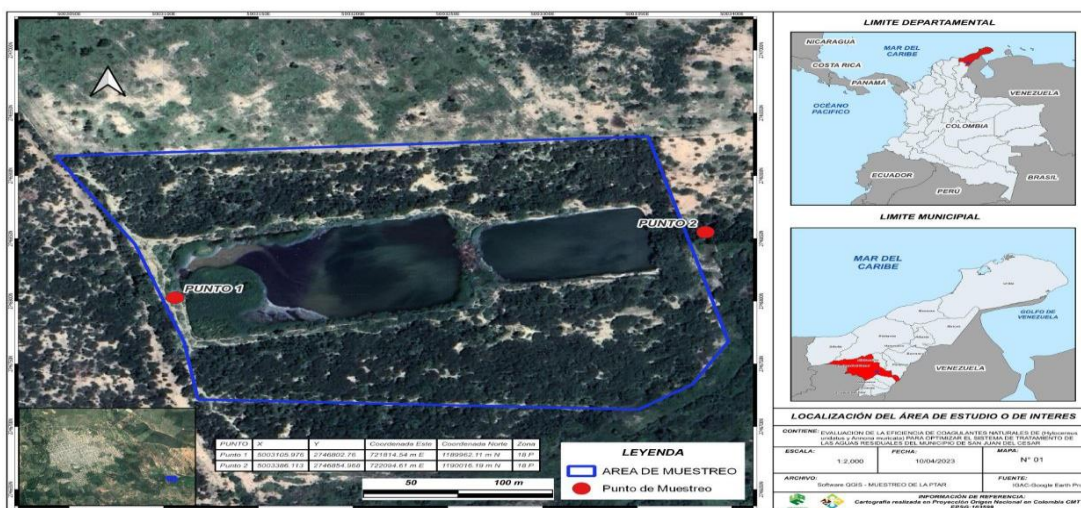 PUNTO 1
PUNTO 2
PUNTO X Y Coordenada Este Coordenada Norte Zona
Punto 1 5003105.976 2746802.76 721814.54 m E 1189962.11 m N 18 P
Punto 2 5003386.113 2746854.968 722094.61 m E 1190016.19 m N 18 P
50 100 m
LEYENDA
AREA DE MUESTREO
Punto de Muestreo
LIMITE DEPARTAMENTAL
NICARAGUA
MAR DEL
CARIBE
COSTA RICA
PANAMÁ
VENEZUELA
OCÉANO
PACIFICO
COLOMBIA
ECUADOR
PERU
BRASIL
LIMITE MUNICIPAL
MAR DEL
CARIBE
GOLFO DE
VENEZUELA
VENEZUELA
LOCALIZACIÓN DEL ÁREA DE ESTUDIO O DE INTERES
CONTIENE: EVALUACION DE LA EFICIENCIA DE COAGULANTES NATURALES DE (Hylocereus
undatus y Annona muricata) PARA OPTIMIZAR EL SISTEMA DE TRATAMIENTO DE
LAS AGUAS RESIDUALES DEL MUNICIPIO DE SAN JUAN DEL CESAR
ESCALA: FECHA: MAPA:
1:2,000 10/04/2023 N° 01
ARCHIVO: FUENTE:
Software QGIS - MUESTREO DE LA PTAR IGAC-Google Earth Pro
INFORMACIÓN DE REFERENCIA:
Cartografía realizada en Proyección Origen Nacional en Colombia CMT